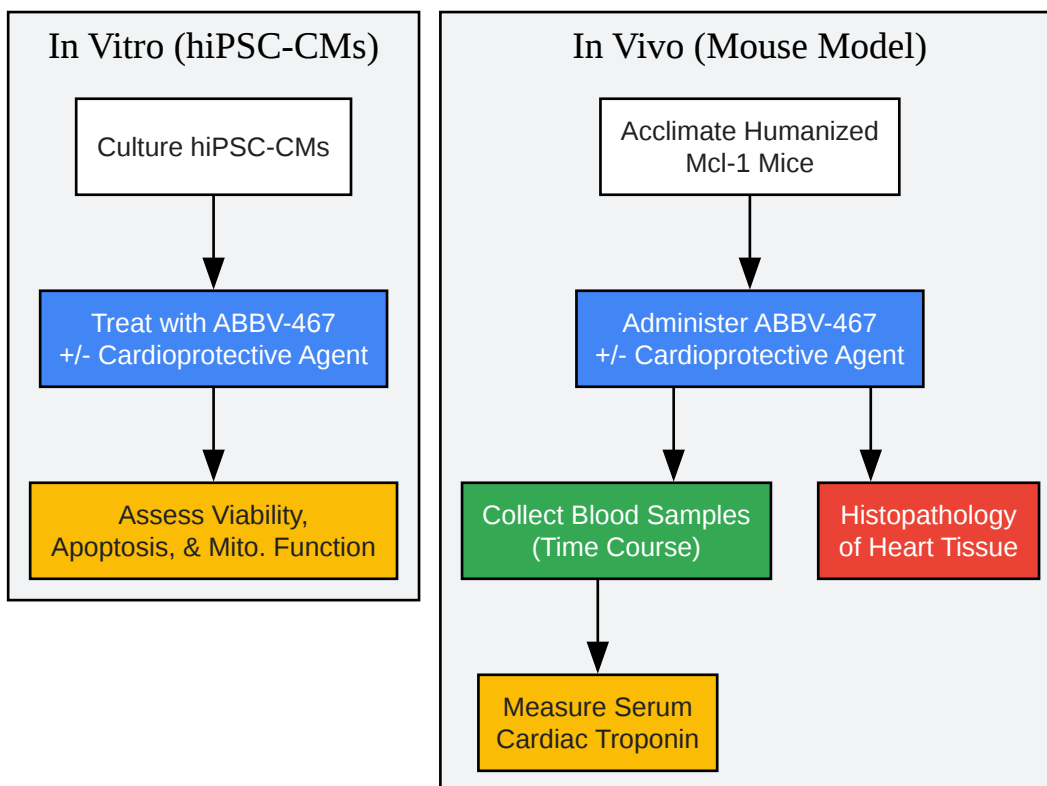 In Vitro (hiPSC-CMs)
Culture hiPSC-CMs
Treat with ABBV-467
+/- Cardioprotective Agent
Assess Viability,
Apoptosis, & Mito. Function
In Vivo (Mouse Model)
Acclimate Humanized
Mcl-1 Mice
Administer ABBV-467
+/- Cardioprotective Agent
Collect Blood Samples
(Time Course)
Histopathology
of Heart Tissue
Measure Serum
Cardiac Troponin